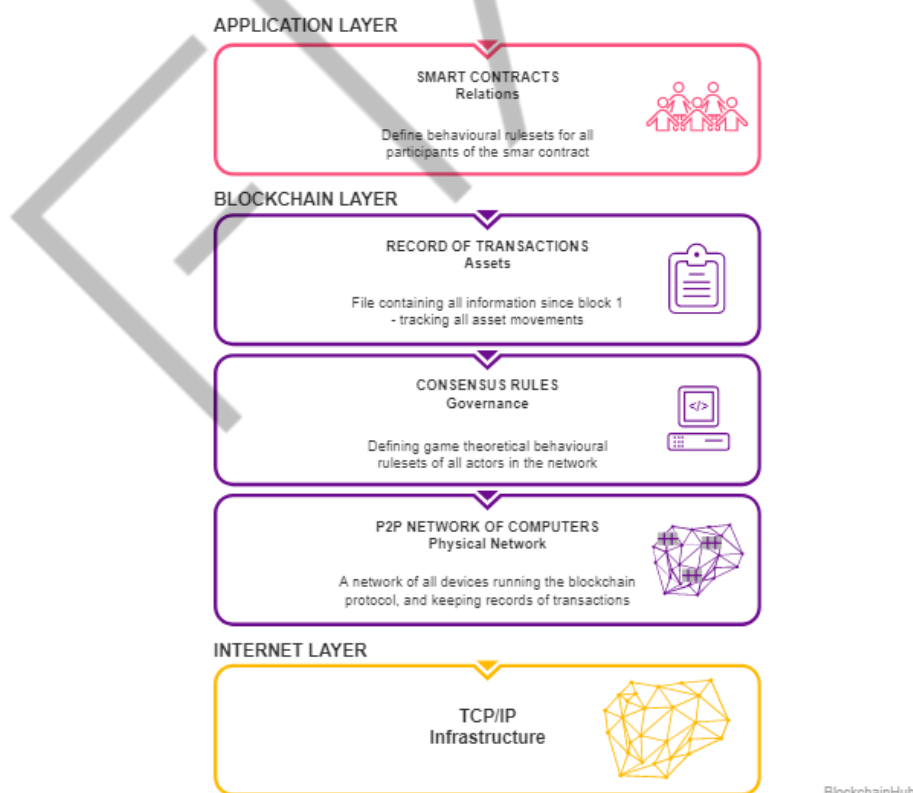 APPLICATION LAYER
SMART CONTRACTS
Relations
Define behavioural rulesets for all
participants of the smar contract
BLOCKCHAIN LAYER
RECORD OF TRANSACTIONS
Assets
File containing all information since block 1
- tracking all asset movements
CONSENSUS RULES
Governance
</>
Defining game theoretical behavioural
rulesets of all actors in the network
P2P NETWORK OF COMPUTERS
Physical Network
A network of all devices running the blockchain
protocol, and keeping records of transactions
INTERNET LAYER
TCP/IP
Infrastructure
BlockchainHub